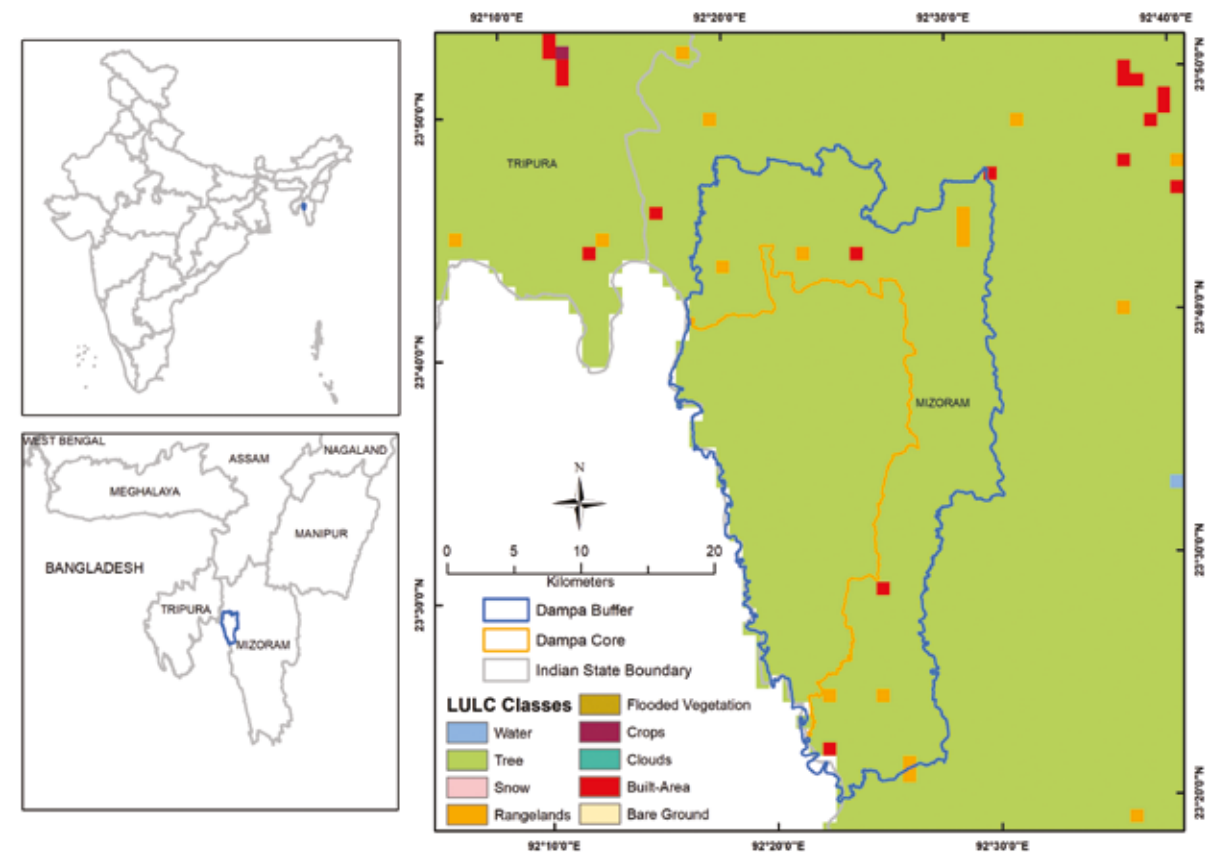 92°10'0"E 92°20'0"E 92°30'0"E 92°40'0"E
23°50'0"N
23°40'0"N
23°30'0"N
TRIPURA
MIZORAM
23°40'0"N
23°30'0"N
23°20'0"N
WEST BENGAL
ASSAM
NAGALAND
MEGHALAYA
MANIPUR
BANGLADESH
TRIPURA
MIZORAM
N
0 5 10 20
Kilometers
Dampa Buffer
Dampa Core
Indian State Boundary
LULC Classes
Water
Tree
Snow
Rangelands
Flooded Vegetation
Crops
Clouds
Built-Area
Bare Ground
92°10'0"E 92°20'0"E 92°30'0"E